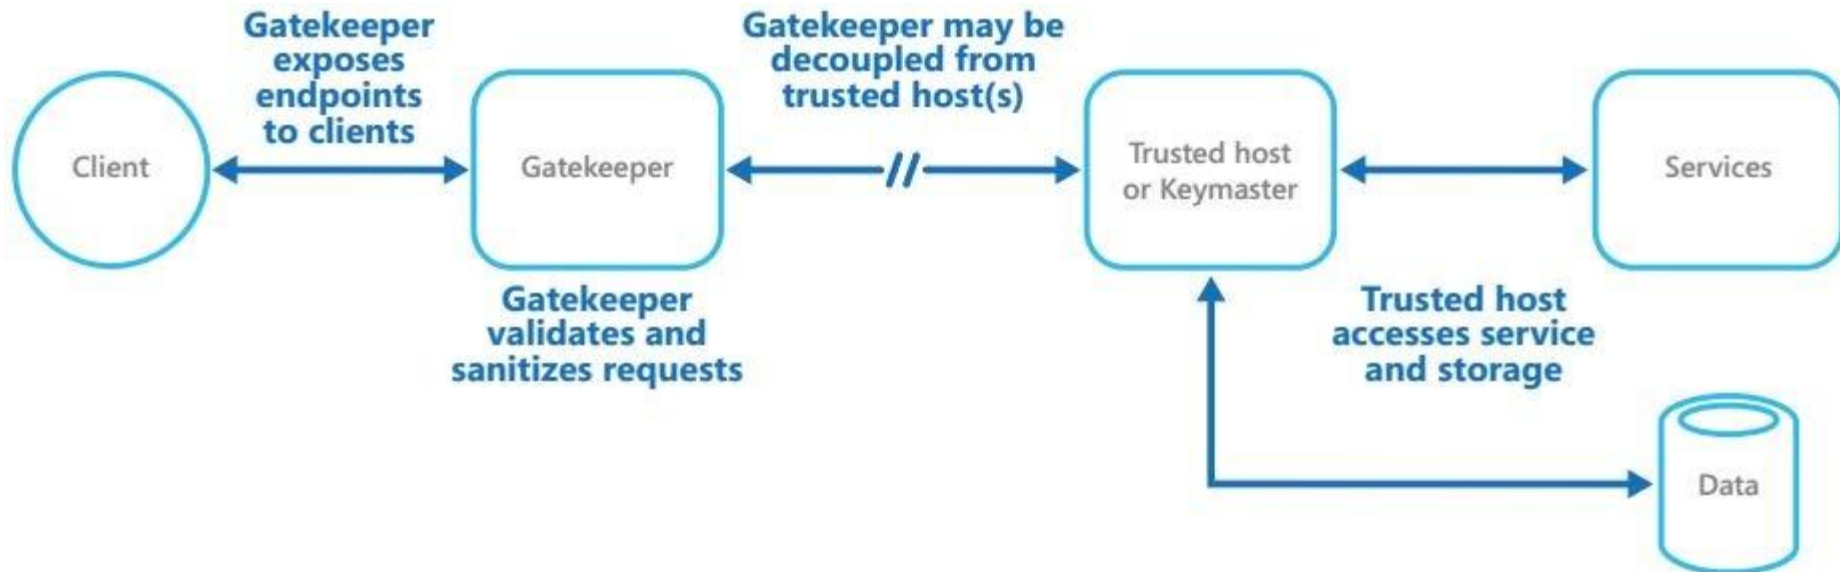 Gatekeeper
exposes
endpoints
to clients
Gatekeeper may be
decoupled from
trusted host(s)
Client
Gatekeeper
Trusted host
or Keymaster
Services
Gatekeeper
validates and
sanitizes requests
Trusted host
accesses service
and storage
Data